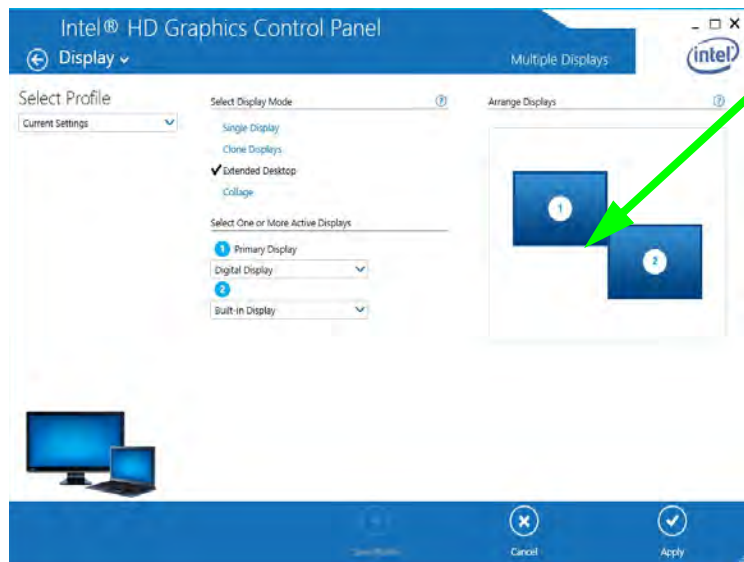 Intel® HD Graphics Control Panel
Display
Multiple Displays
intel
Select Profile
Current Settings
Select Display Mode
Single Display
Clone Displays
Extended Desktop
Collage
Select One or More Active Displays
1 Primary Display
Digital Display
2
Built-in Display
Arrange Displays
1
2
Cancel
Apply